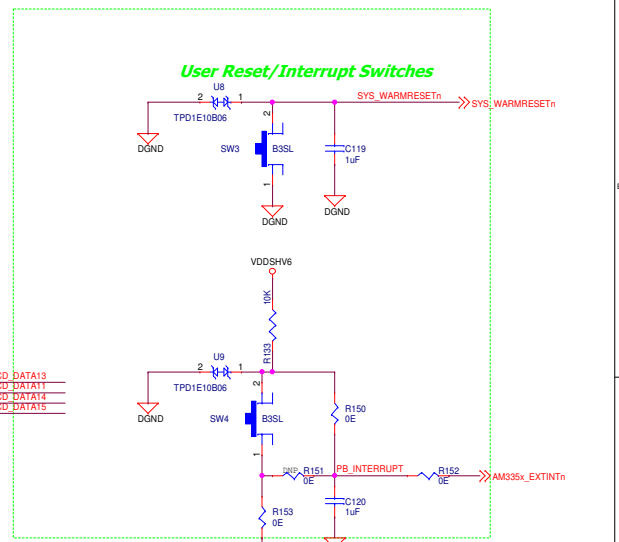 User Reset/Interrupt Switches
U8
2 1
SYS_WARMRESETn
SYS_WARMRESETn
TPD1E10B06
2
DGND
SW3
B3SL
C119
1uF
1
DGND
DGND
VDDSHV6
10K
R133
U9
2 1
CD_DATA13
CD_DATA11
CD_DATA14
CD_DATA15
TPD1E10B06
2
DGND
SW4
B3SL
R150
0E
1
DNP
R151
0E
PB_INTERRUPT
R152
0E
AM335x_EXTINTn
C120
1uF
R153
0E